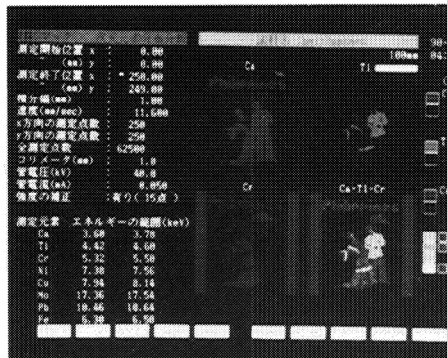 測定開始位置 x : 0.00
(mm) y : 0.00
測定終了位置 x : * 250.00
(mm) y : 249.00
積分幅(mm) : 1.00
速度(mm/sec) : 11.600
x方向の測定点数 : 250
y方向の測定点数 : 250
全測定点数 : 62500
コリメータ(mm) : 1.0
管電圧(kV) : 40.0
管電流(mA) : 0.050
強度の補正 : 有り(15点)
測定元素 エネルギーの範囲(keV)
Ca 3.60 3.78
Ti 4.42 4.60
Cr 5.32 5.50
Ni 7.38 7.56
Cu 7.94 8.14
Mo 17.36 17.54
Pb 10.46 10.64
Fe 6.30 6.50
100mm
Ca
Ti
Cr
Ca-Ti-Cr
90-
04.